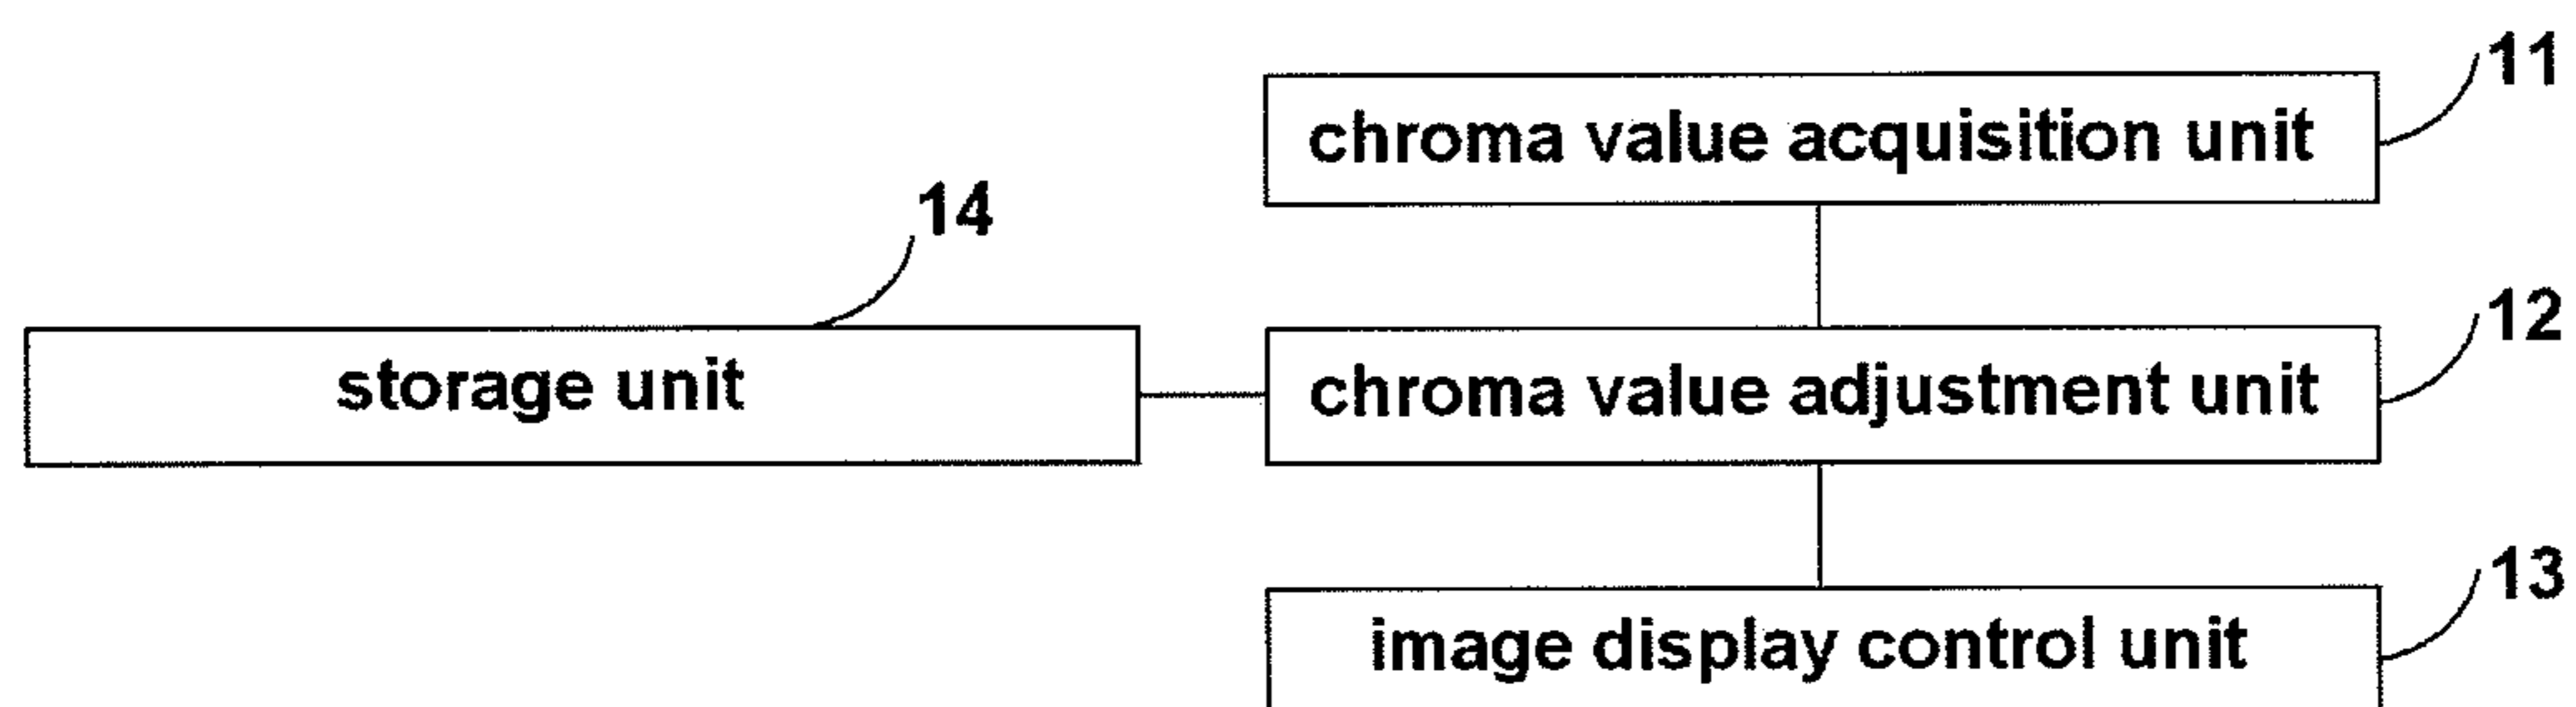 11
chroma value acquisition unit
14
12
storage unit
chroma value adjustment unit
13
image display control unit